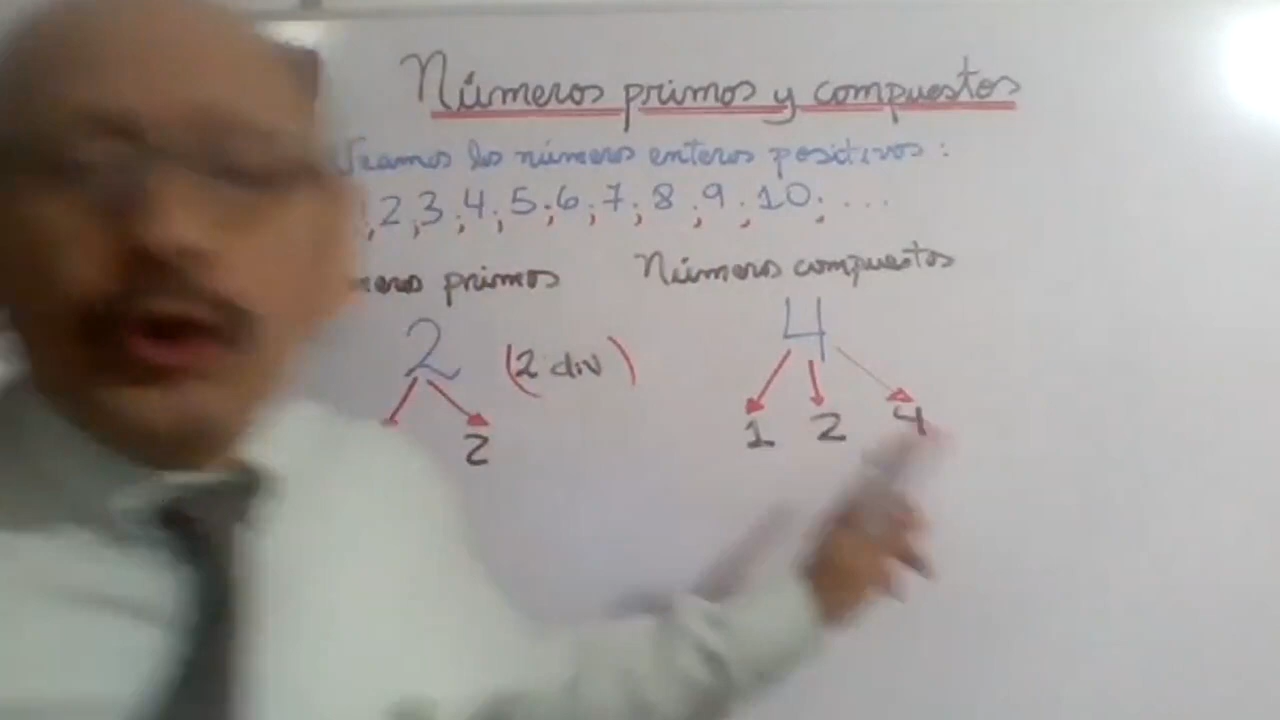 Números primos y compuestos
Veamos los números enteros positivos:
, 2 ; 3 ; 4 ; 5 ; 6 ; 7 ; 8 ; 9 ; 10 ; ...
primos Números compuestos
2 (2 div) 4
2 1 2 4